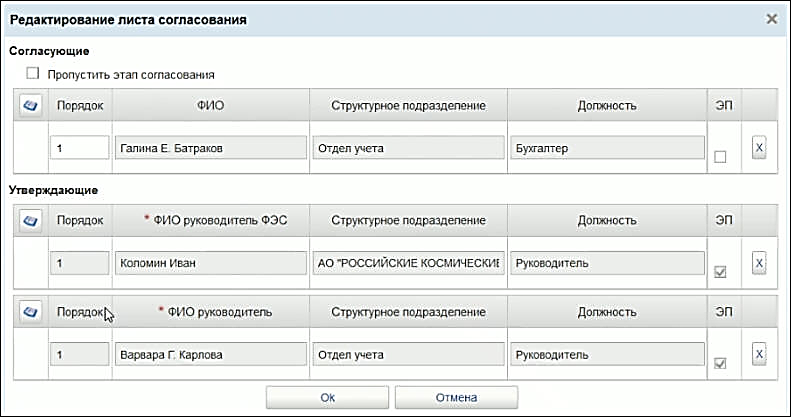 Редактирование листа согласования
Согласующие
Пропустить этап согласования
Порядок ФИО Структурное подразделение Должность ЭП
1 Галина Е. Батраков Отдел учета Бухгалтер X
Утверждающие
Порядок * ФИО руководитель ФЭС Структурное подразделение Должность ЭП
1 Коломин Иван АО "РОССИЙСКИЕ КОСМИЧЕСКИЕ Руководитель X
Порядок * ФИО руководитель Структурное подразделение Должность ЭП
1 Варвара Г. Карлова Отдел учета Руководитель X
Ok Отмена